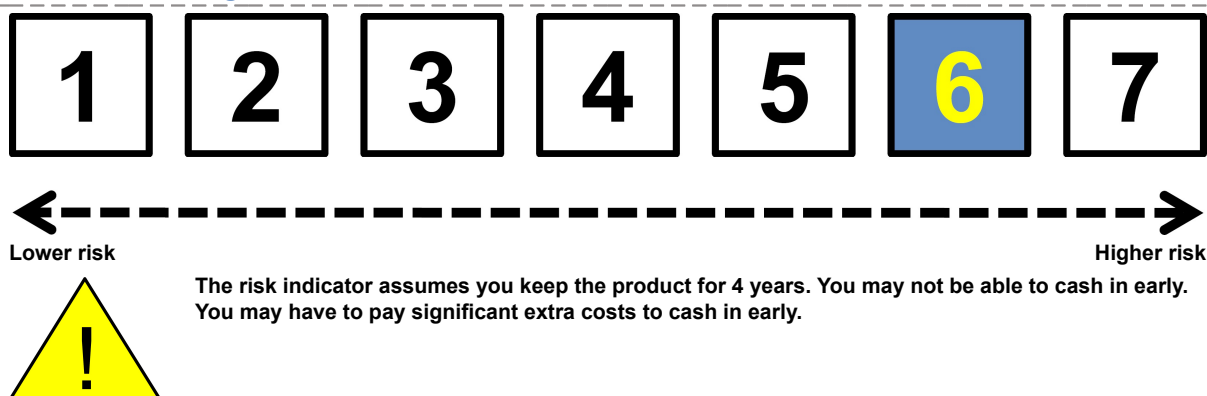 1 2 3 4 5 6 7
Lower risk Higher risk
The risk indicator assumes you keep the product for 4 years. You may not be able to cash in early.
You may have to pay significant extra costs to cash in early.
!